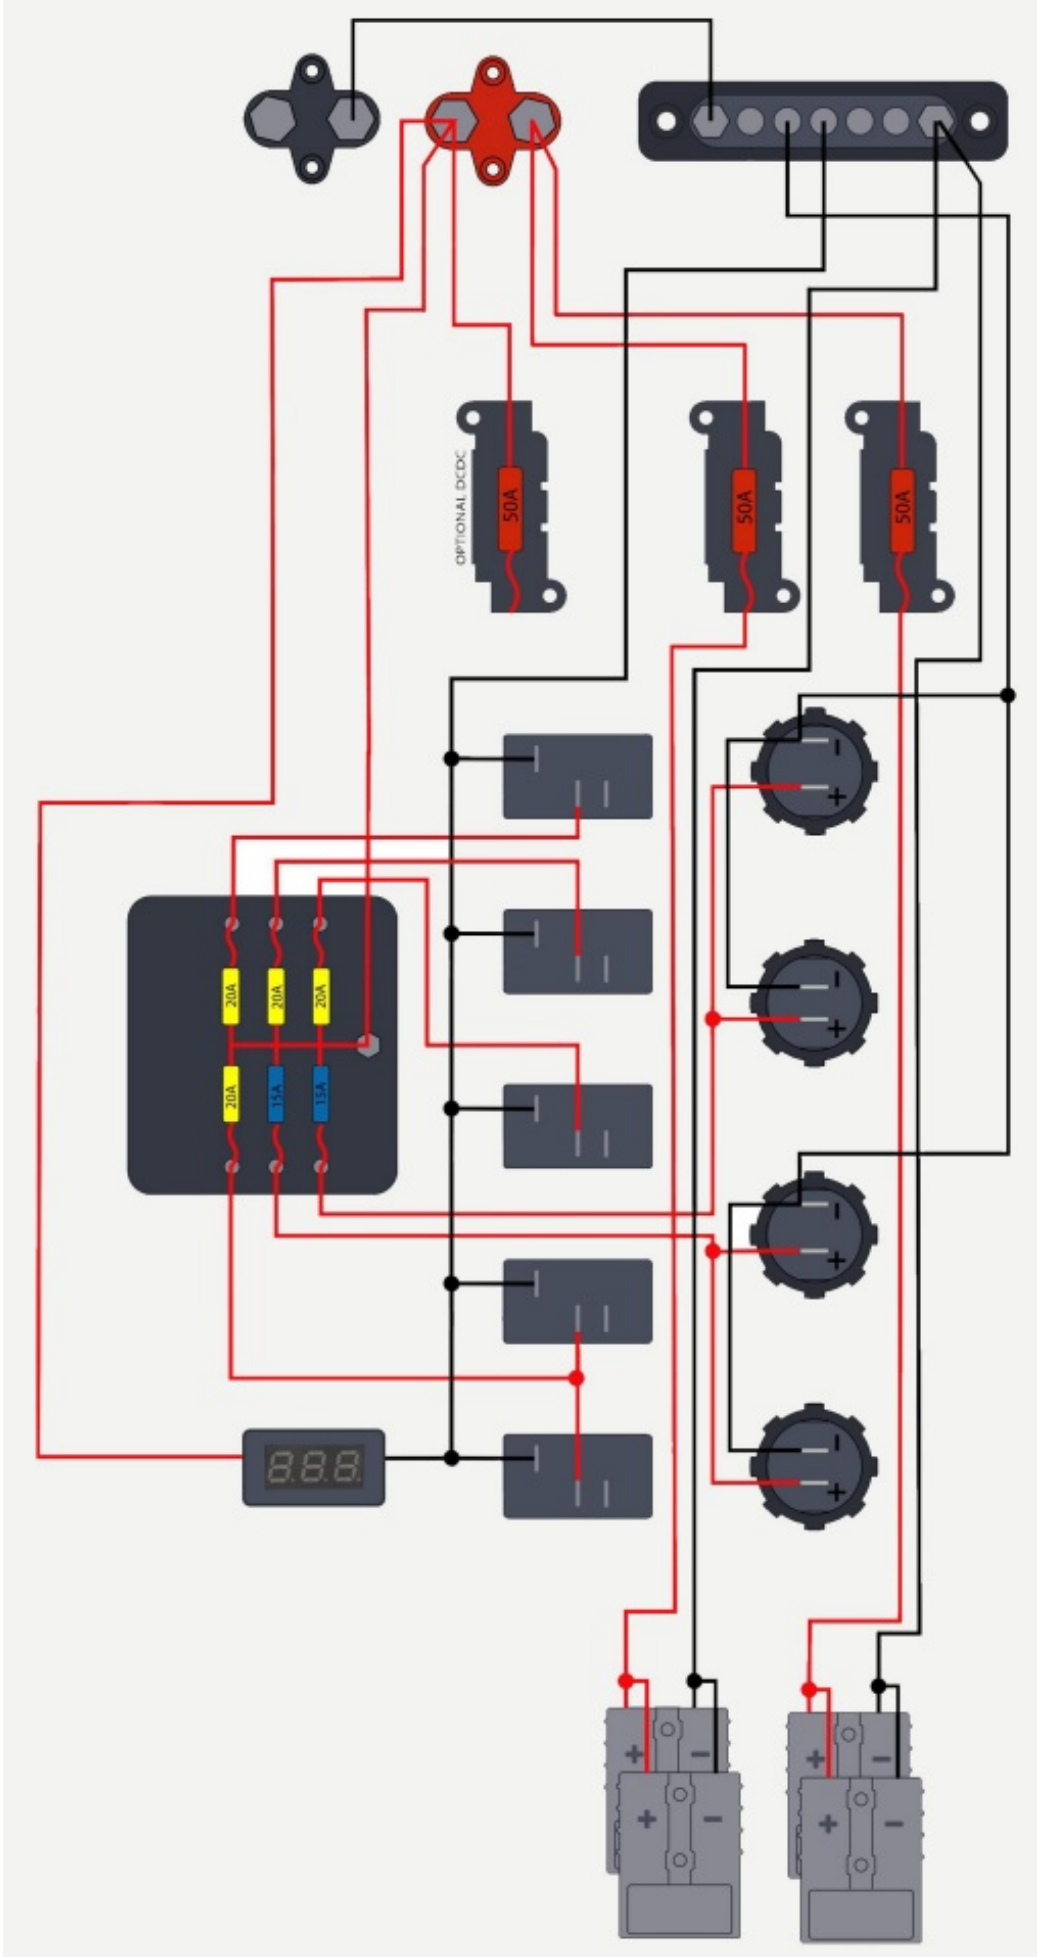 OPTIONAL DCDC
50A
50A
50A
-
+
20A
20A
20A
-
+
20A
15A
15A
-
+
8.8.8.
-
+
+ -
+ -
+ -
+ -